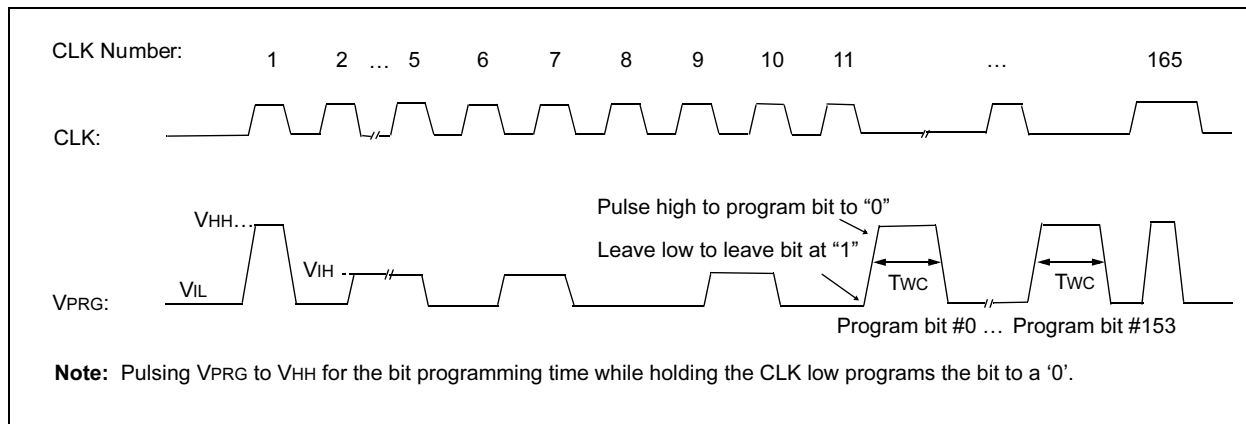 CLK Number:
1 2 ... 5 6 7 8 9 10 11 ... 165
CLK:
Pulse high to program bit to “0”
VHH...
Leave low to leave bit at “1”
VIH
VIL
TWC TWC
VPRG:
Program bit #0 ... Program bit #153
Note: Pulsing VPRG to VHH for the bit programming time while holding the CLK low programs the bit to a ‘0’.